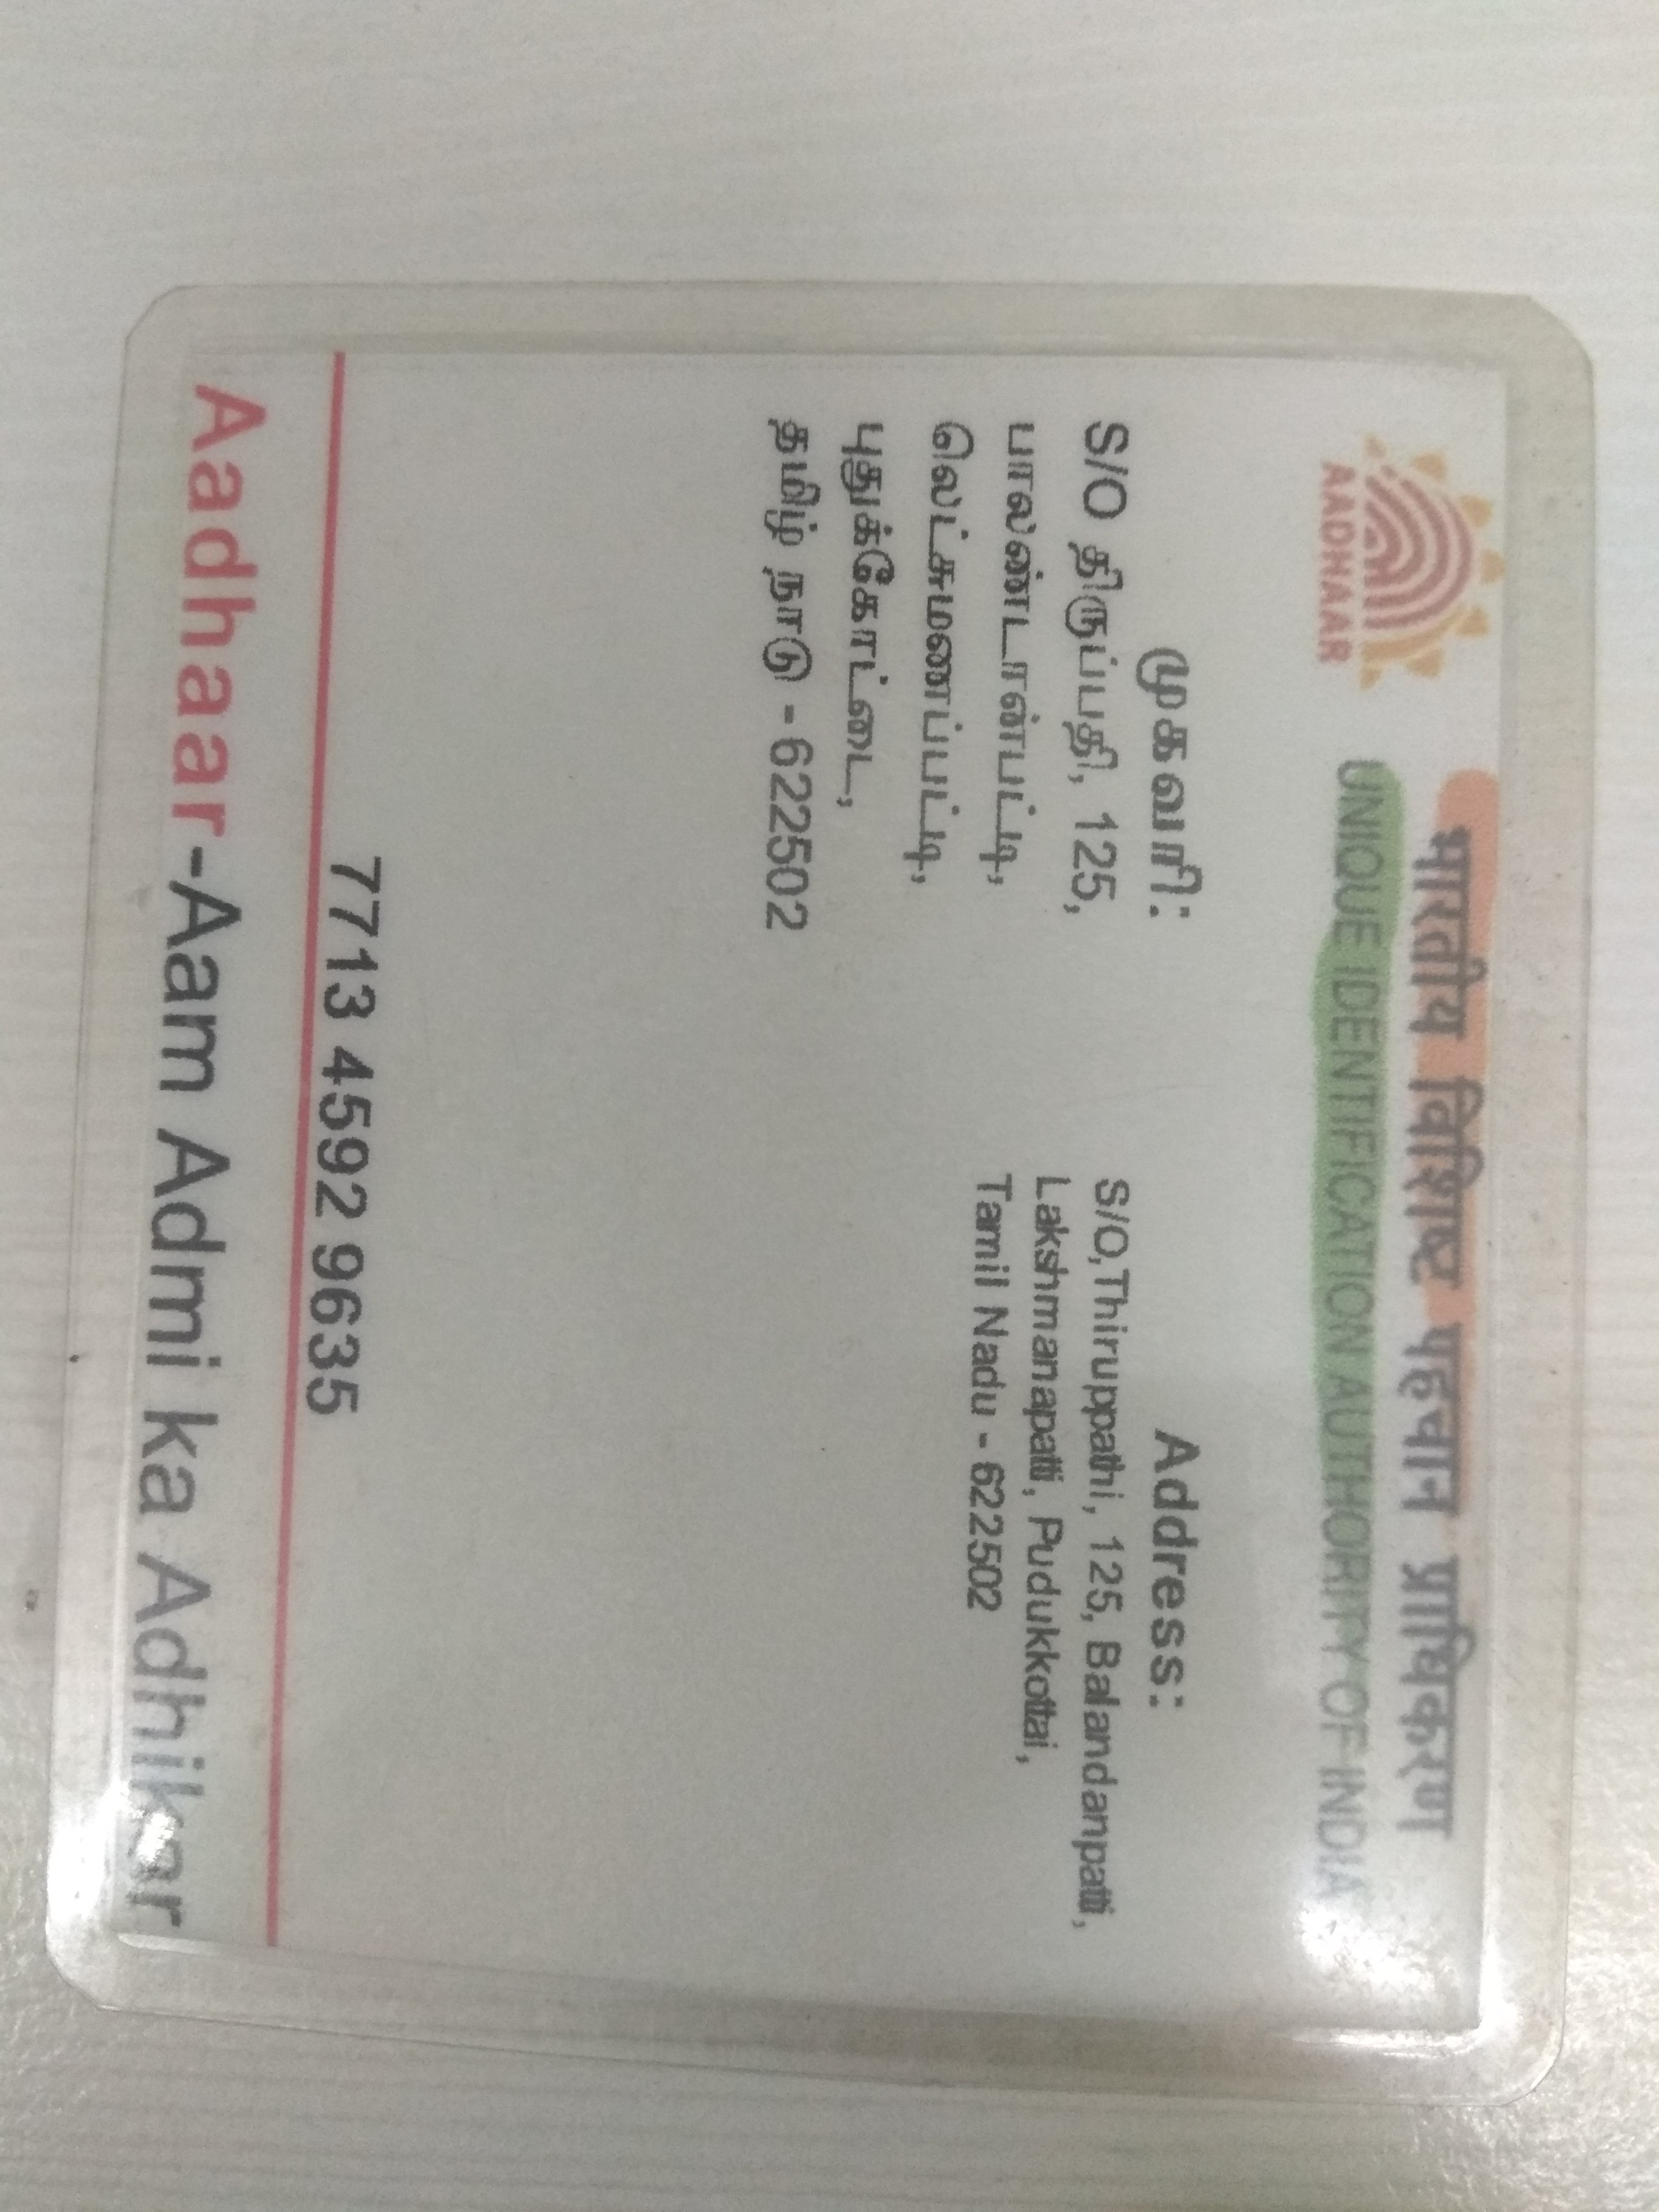 भारतीय विशिष्ट पहचान प्राधिकरण
UNIQUE IDENTIFICATION AUTHORITY OF INDIA
AADHAAR
முகவரி:
S/O திருப்பதி, 125,
பாலண்டான்பட்டி,
லெட்சுமணப்பட்டி,
புதுக்கோட்டை,
தமிழ் நாடு - 622502
Address:
S/O,Thiruppathi, 125, Balandanpatti,
Lakshmanapatti, Pudukkottai,
Tamil Nadu - 622502
7713 4592 9635
Aadhaar-Aam Admi ka Adhikar